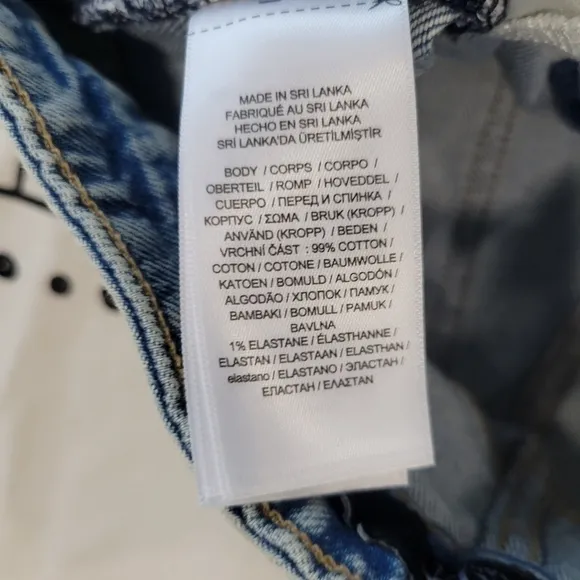 MADE IN SRI LANKA
FABRIQUÉ AU SRI LANKA
HECHO EN SRI LANKA
SRİ LANKA'DA ÜRETİLMİŞTİR
BODY / CORPS / CORPO /
OBERTEIL / ROMP / HOVEDDEL /
CUERPO / ПЕРЕД И СПИНКА /
КОРПУС / ΣΩΜΑ / BRUK (KROPP) /
ANVÄND (KROPP) / BEDEN /
VRCHNÍ ČÁST : 99% COTTON /
COTON / COTONE / BAUMWOLLE /
KATOEN / BOMULD / ALGODÓN /
ALGODÃO / ХЛОПОК / ПАМУК /
BAMBAKI / BOMULL / PAMUK /
BAVLNA
1% ELASTANE / ÉLASTHANNE /
ELASTAN / ELASTAAN / ELASTHAN /
elastano / ELASTANO / ЭЛАСТАН /
ЕЛАСТАН / ΕΛΑΣΤΑΝ